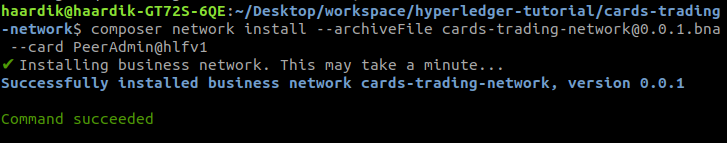 haardik@haardik-GT72S-6QE:~/Desktop/workspace/hyperledger-tutorial/cards-trading
-network$ composer network install --archiveFile cards-trading-network@0.0.1.bna
--card PeerAdmin@hlfv1
✔ Installing business network. This may take a minute...
Successfully installed business network cards-trading-network, version 0.0.1
Command succeeded